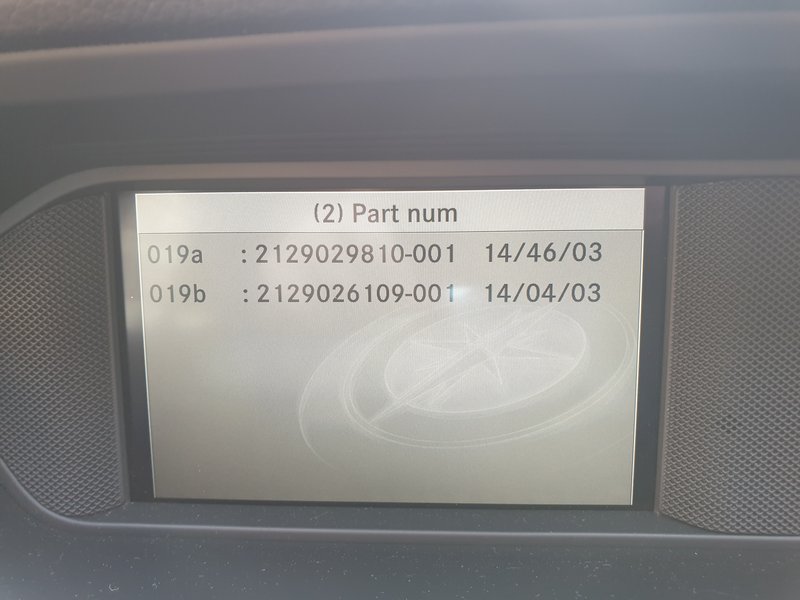 (2) Part num
019a : 2129029810-001 14/46/03
019b : 2129026109-001 14/04/03